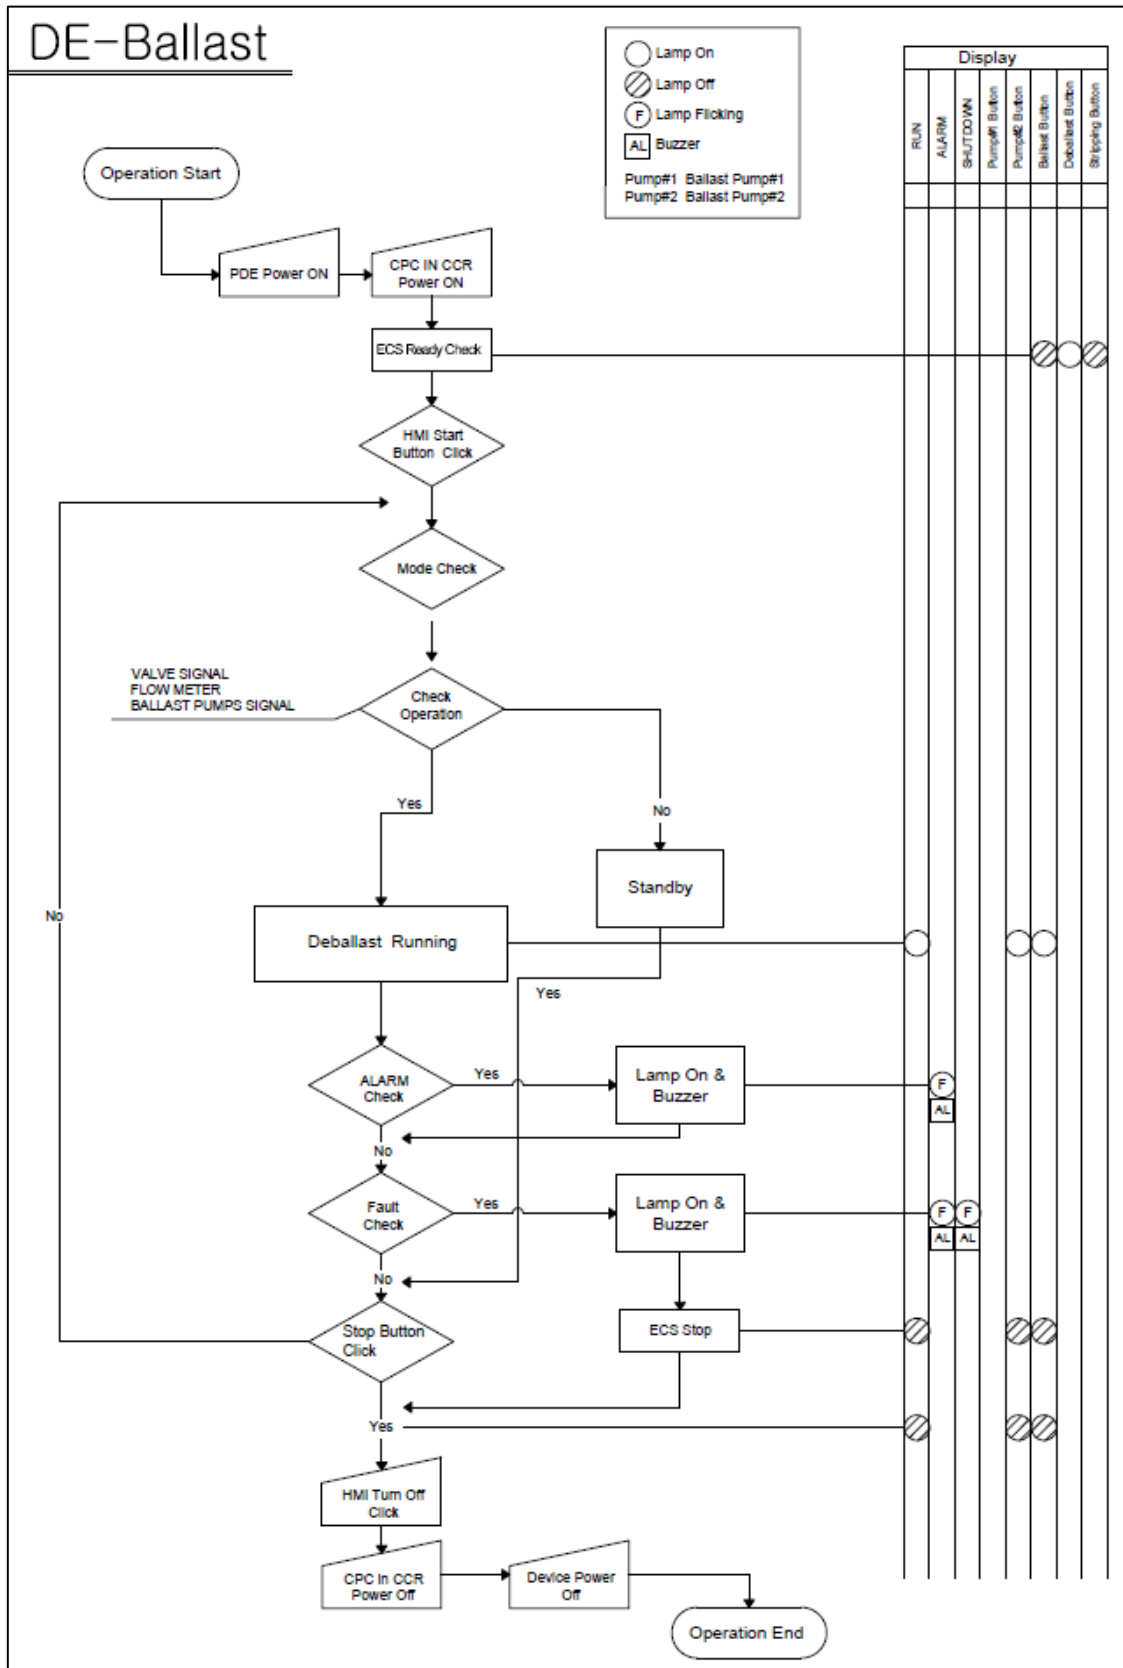 DE-Ballast
Lamp On
Lamp Off
F Lamp Flicking
AL Buzzer
Pump#1 Ballast Pump#1
Pump#2 Ballast Pump#2
Display
RUN
ALARM
SHUTDOWN
Pump#1 Button
Pump#2 Button
Ballast Button
Deballast Button
Stripping Button
Operation Start
PDE Power ON
CPC IN CCR
Power ON
ECS Ready Check
HMI Start
Button Click
Mode Check
VALVE SIGNAL
FLOW METER
BALLAST PUMPS SIGNAL
Check
Operation
Yes
No
Standby
No
Deballast Running
Yes
ALARM
Check
Yes
Lamp On &
Buzzer
F
AL
No
Fault
Check
Yes
Lamp On &
Buzzer
F F
AL AL
No
Stop Button
Click
ECS Stop
Yes
HMI Turn Off
Click
CPC In CCR
Power Off
Device Power
Off
Operation End